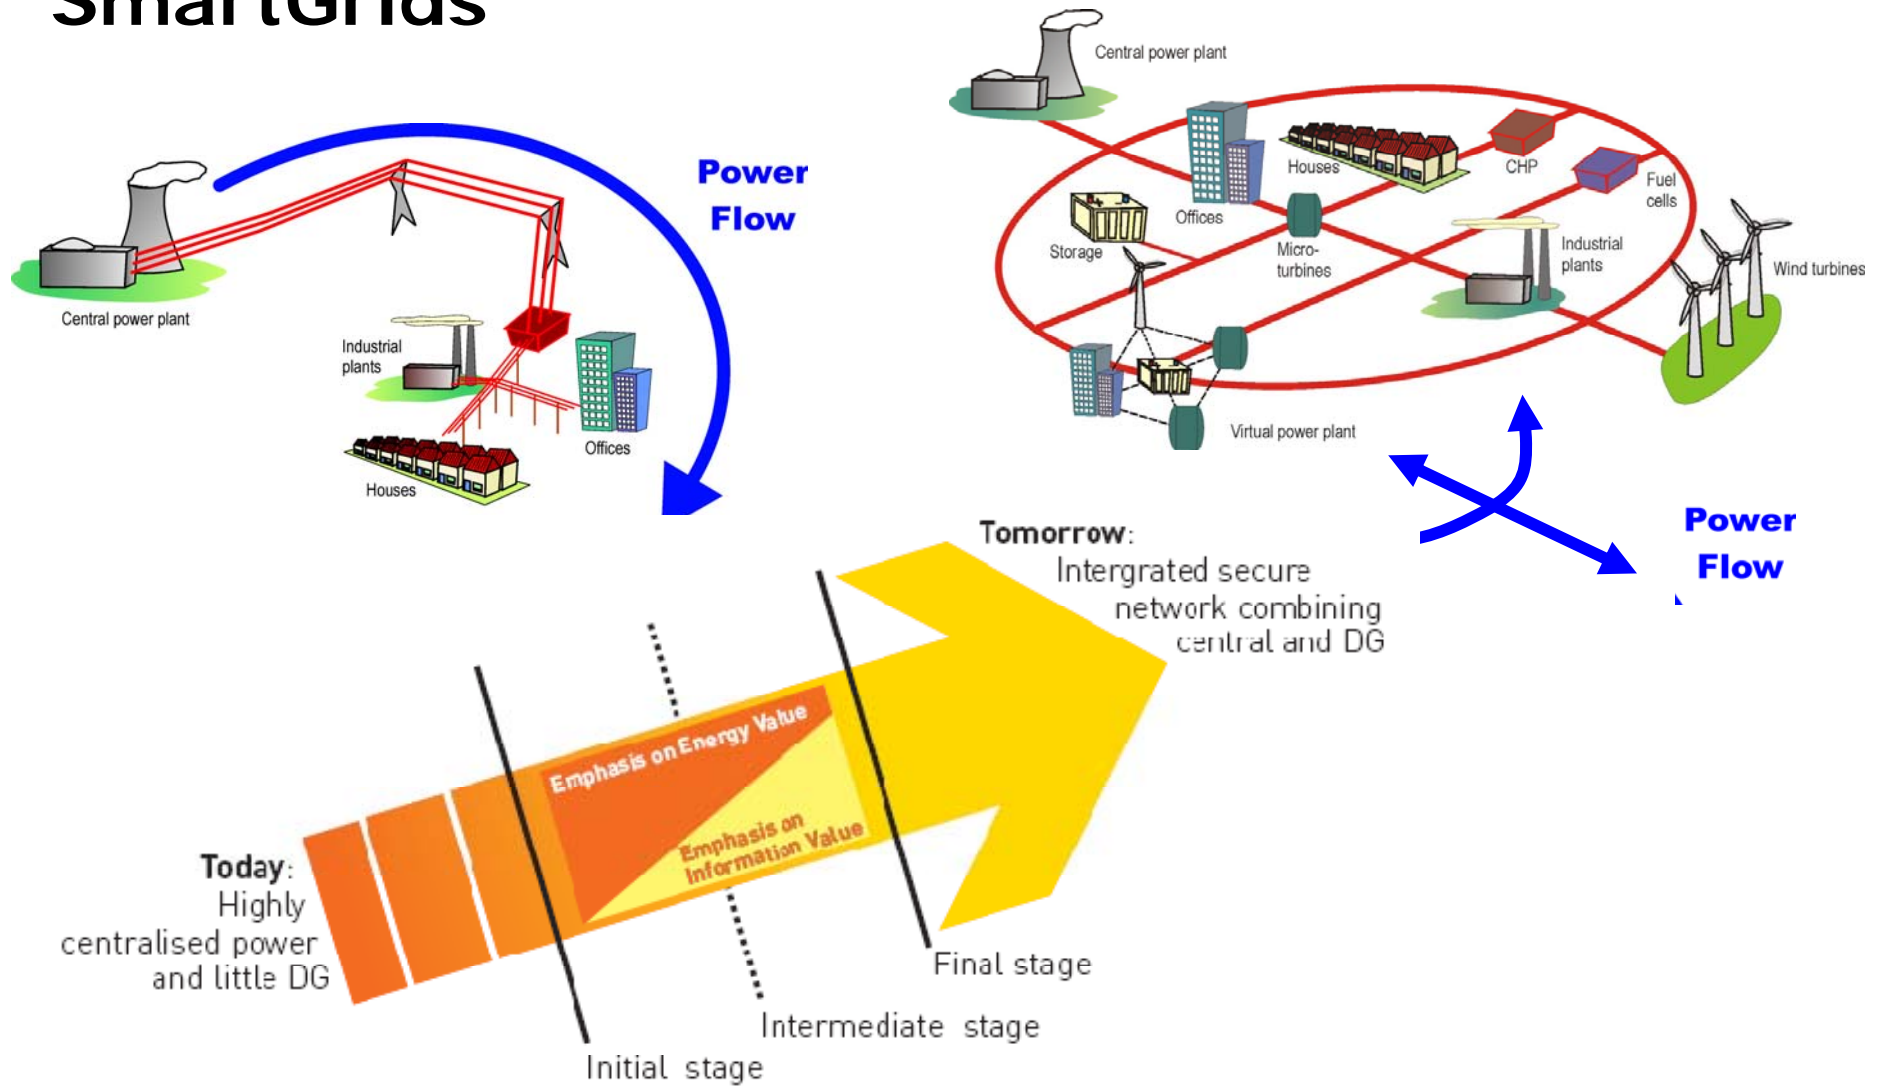 SmartGrids
Central power plant
Power
Flow
Industrial
plants
Offices
Houses
Central power plant
Houses
CHP
Fuel
cells
Offices
Storage
Micro-
turbines
Industrial
plants
Wind turbines
Virtual power plant
Power
Flow
Tomorrow:
Intergrated secure
network combining
central and DG
Emphasis on Energy Value
Emphasis on
Information Value
Today:
Highly
centralised power
and little DG
Final stage
Intermediate stage
Initial stage